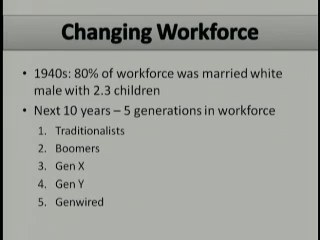 Changing Workforce
• 1940s: 80% of workforce was married white
male with 2.3 children
• Next 10 years – 5 generations in workforce
1. Traditionalists
2. Boomers
3. Gen X
4. Gen Y
5. Genwired